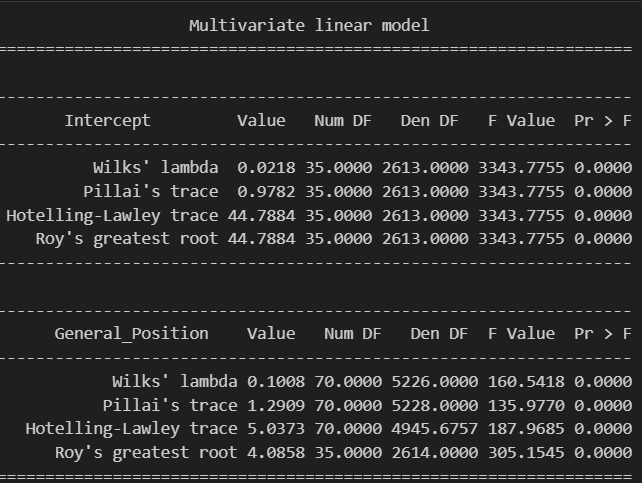 Multivariate linear model
================================================================
----------------------------------------------------------------
Intercept Value Num DF Den DF F Value Pr > F
----------------------------------------------------------------
Wilks' lambda 0.0218 35.0000 2613.0000 3343.7755 0.0000
Pillai's trace 0.9782 35.0000 2613.0000 3343.7755 0.0000
Hotelling-Lawley trace 44.7884 35.0000 2613.0000 3343.7755 0.0000
Roy's greatest root 44.7884 35.0000 2613.0000 3343.7755 0.0000
----------------------------------------------------------------
----------------------------------------------------------------
General_Position Value Num DF Den DF F Value Pr > F
----------------------------------------------------------------
Wilks' lambda 0.1008 70.0000 5226.0000 160.5418 0.0000
Pillai's trace 1.2909 70.0000 5228.0000 135.9770 0.0000
Hotelling-Lawley trace 5.0373 70.0000 4945.6757 187.9685 0.0000
Roy's greatest root 4.0858 35.0000 2614.0000 305.1545 0.0000
================================================================